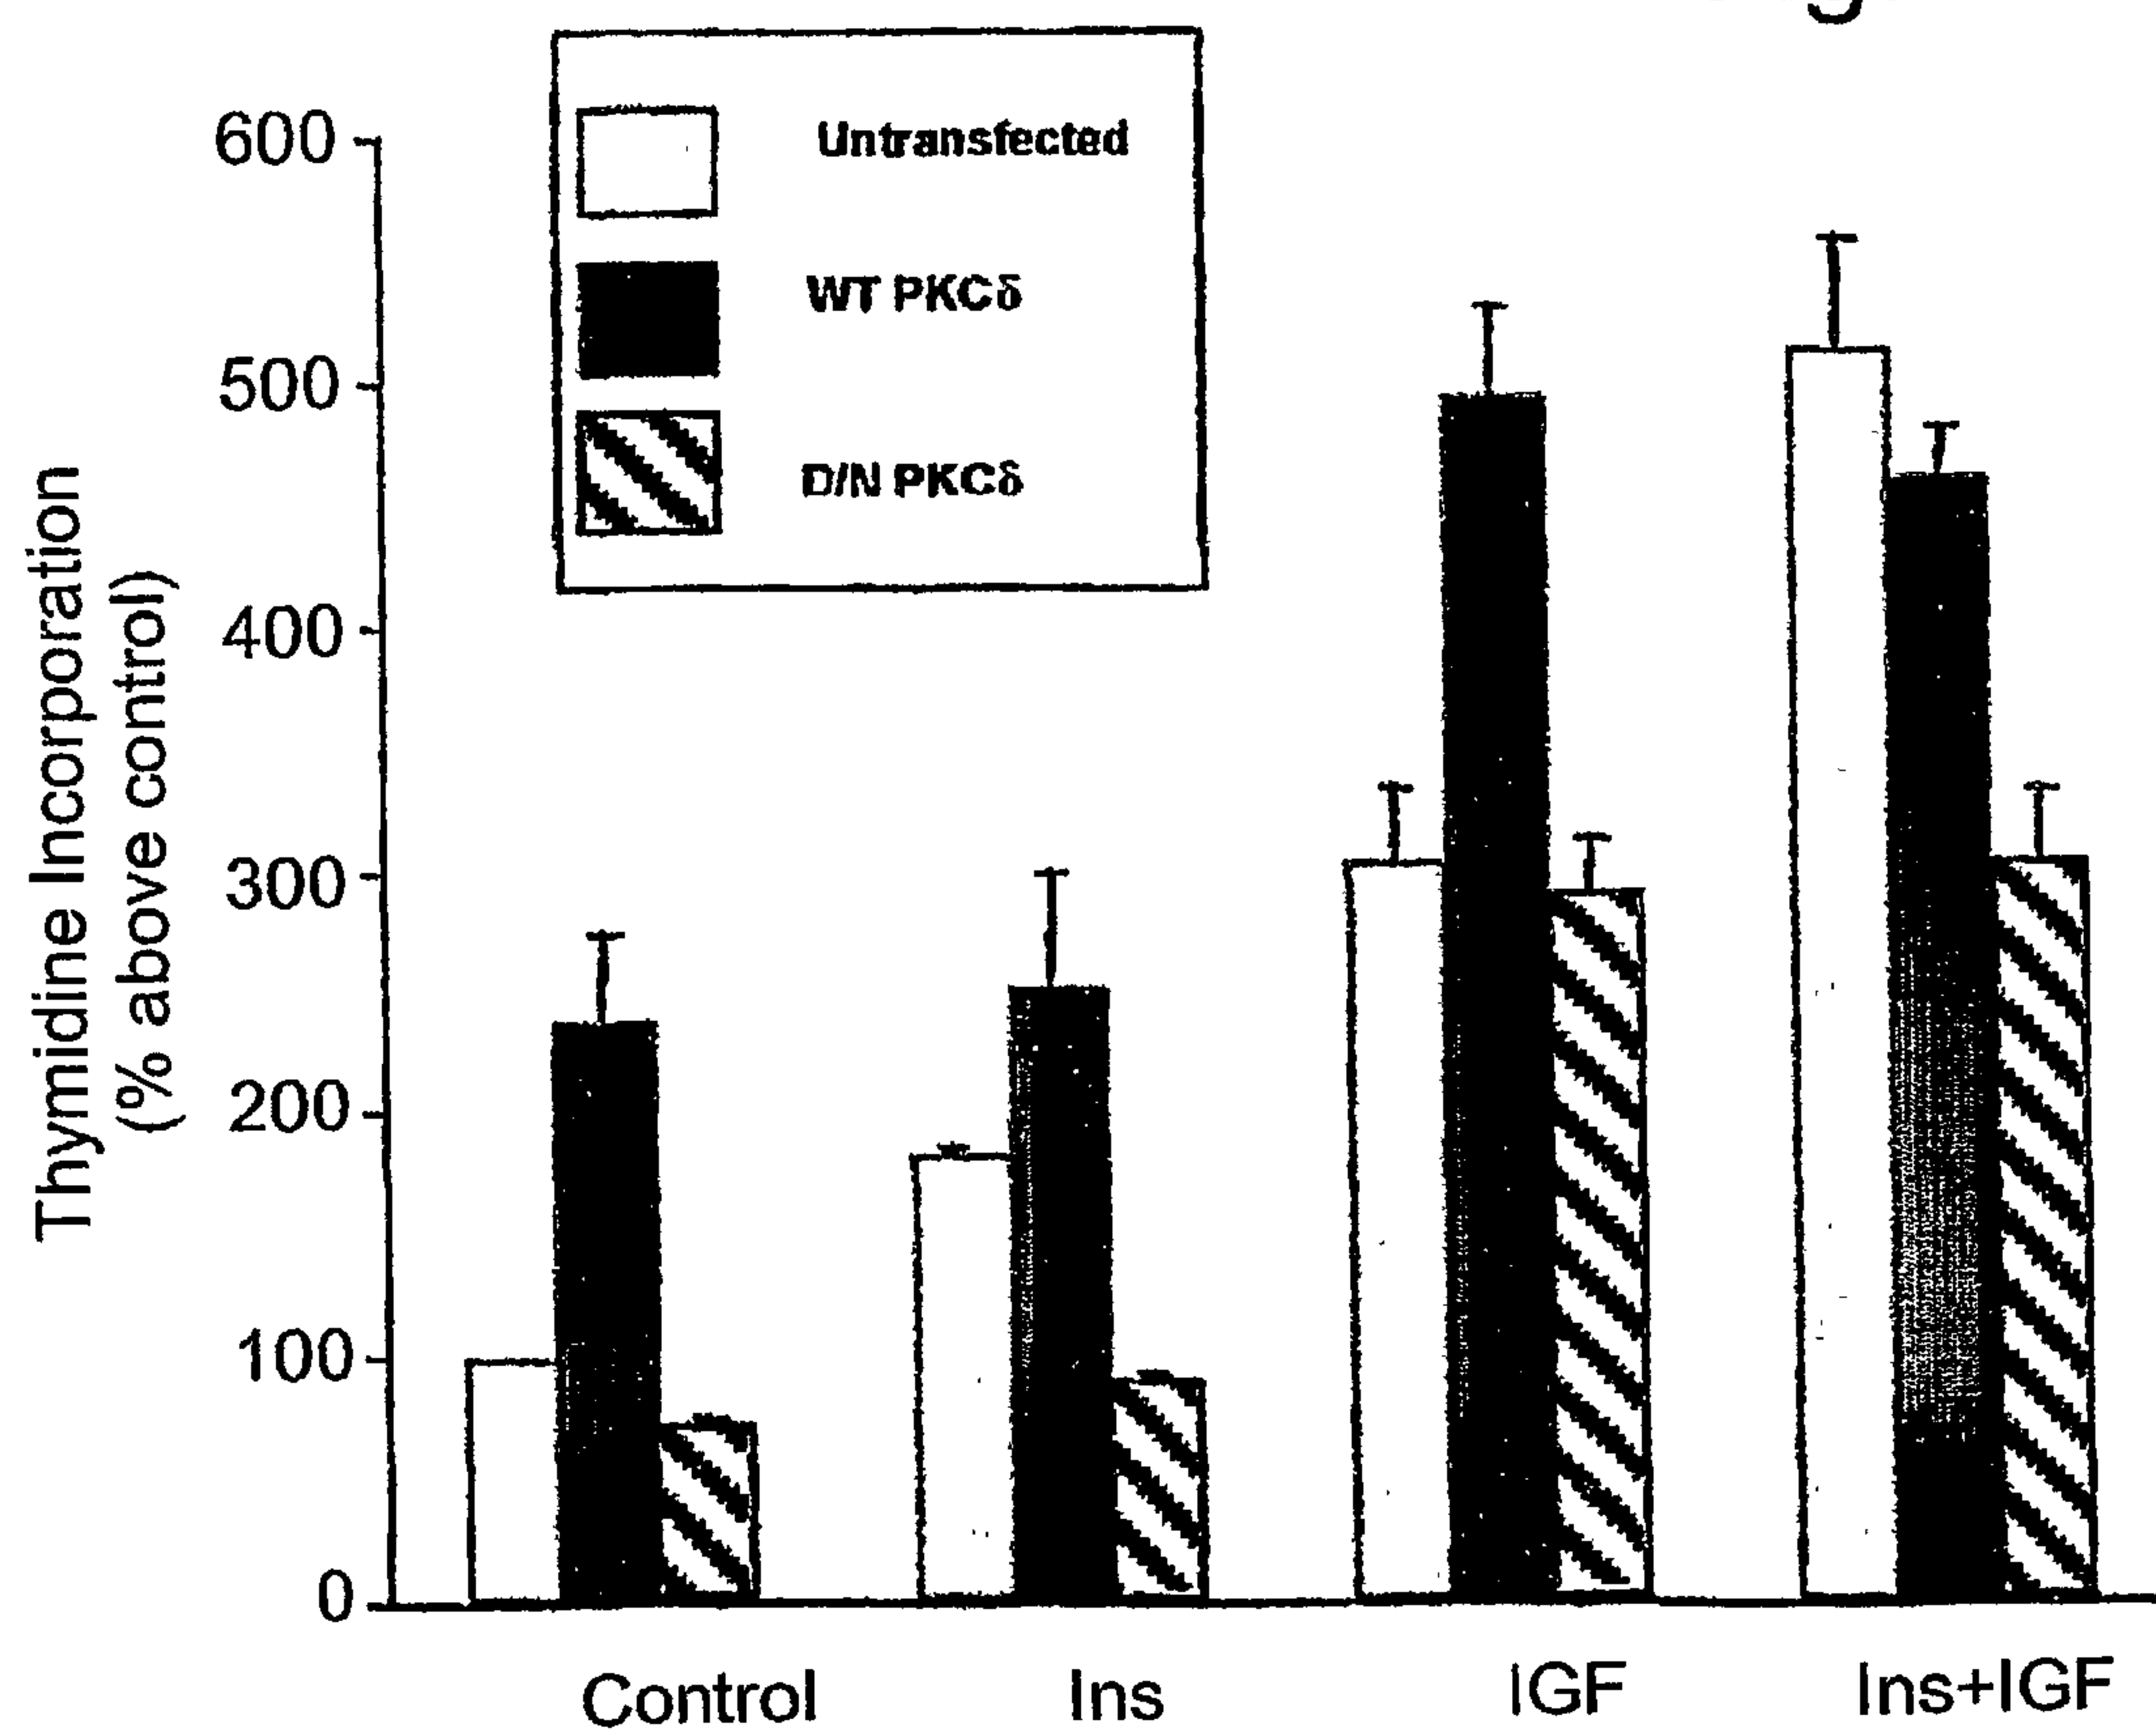 600
500
400
300
200
100
0
Thymidine Incorporation
(% above control)
Untransfected
WT PKCδ
D/N PKCδ
Control Ins IGF Ins+IGF